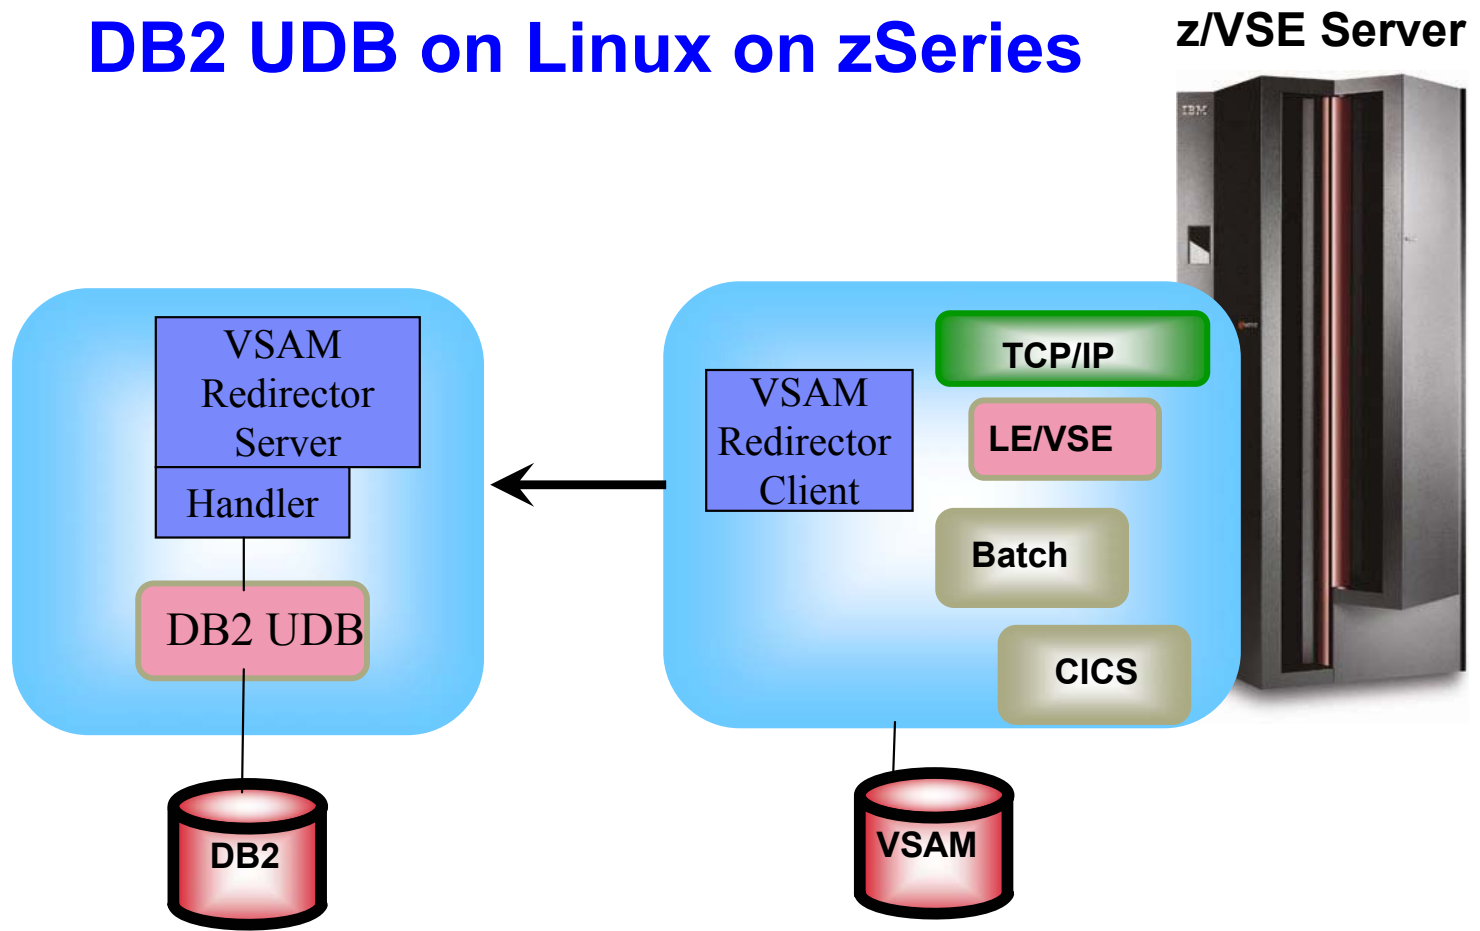 DB2 UDB on Linux on zSeries
z/VSE Server
IBM
VSAM
Redirector
Server
Handler
DB2 UDB
DB2
VSAM
Redirector
Client
TCP/IP
LE/VSE
Batch
CICS
VSAM